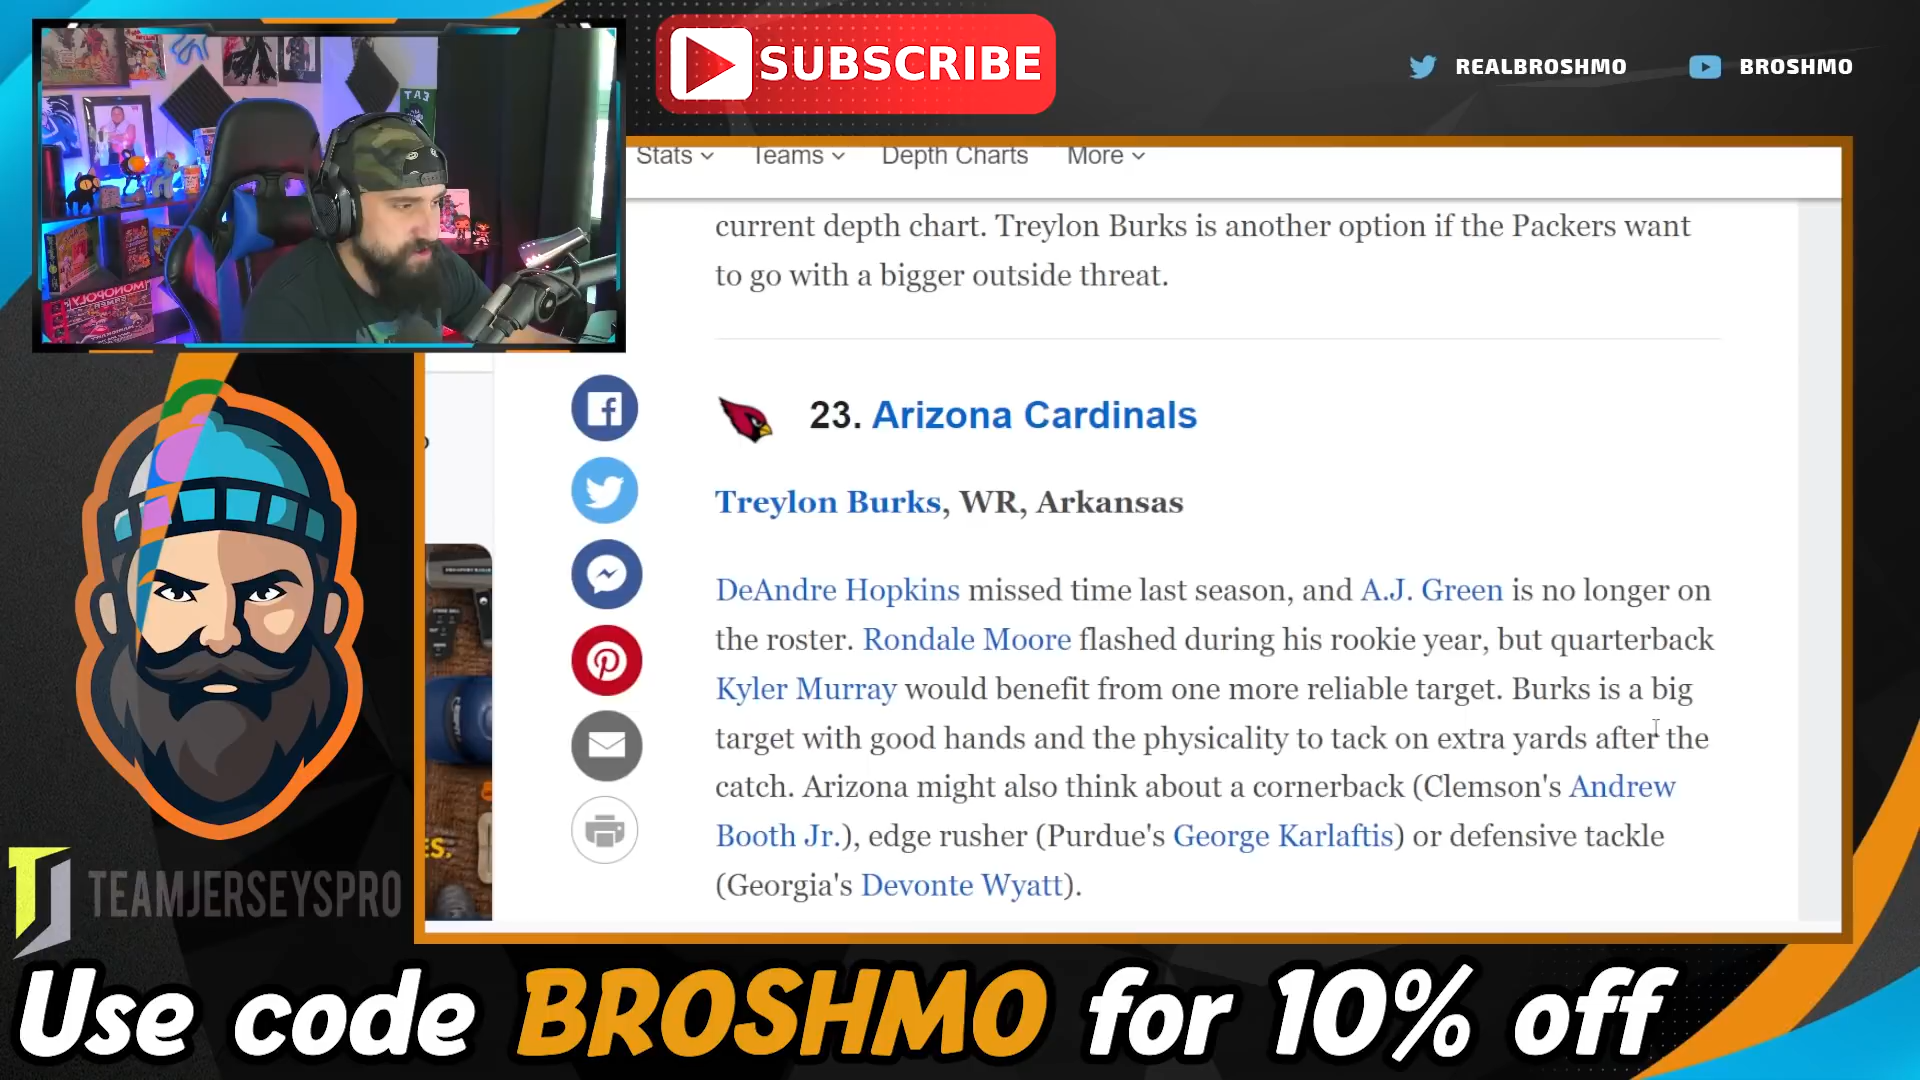 SUBSCRIBE
REALBROSHMO
BROSHMO
Stats
Teams
Depth Charts
More
current depth chart. Treylon Burks is another option if the Packers want
to go with a bigger outside threat.
23. Arizona Cardinals
Treylon Burks, WR, Arkansas
DeAndre Hopkins missed time last season, and A.J. Green is no longer on
the roster. Rondale Moore flashed during his rookie year, but quarterback
Kyler Murray would benefit from one more reliable target. Burks is a big
target with good hands and the physicality to tack on extra yards after the
catch. Arizona might also think about a cornerback (Clemson's Andrew
Booth Jr.), edge rusher (Purdue's George Karlaftis) or defensive tackle
(Georgia's Devonte Wyatt).
EAT
MONOPOLY
ES.
TJ TEAMJERSEYSPRO
Use code BROSHMO for 10% off